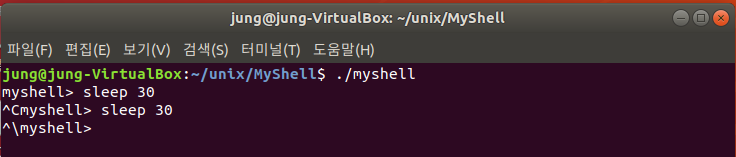 jung@jung-VirtualBox: ~/unix/MyShell
파일(F) 편집(E) 보기(V) 검색(S) 터미널(T) 도움말(H)
jung@jung-VirtualBox:~/unix/MyShell$ ./myshell
myshell> sleep 30
^Cmyshell> sleep 30
^\myshell>